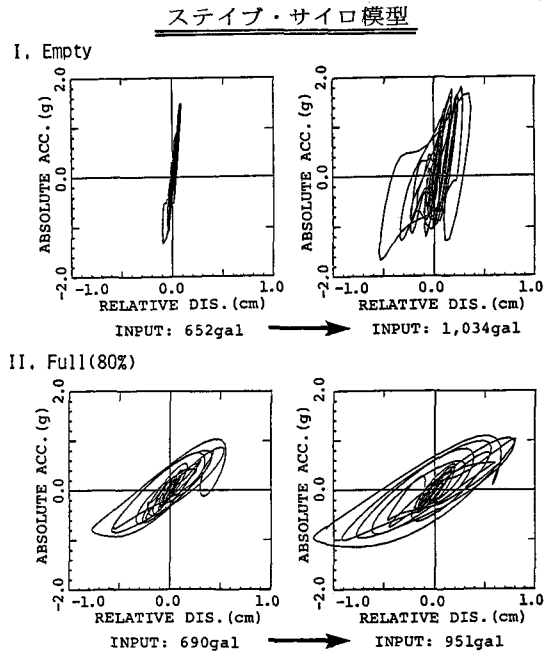 ステイブ・サイロ模型
I. Empty
ABSOLUTE ACC.(g)
2.0
0.0
-2.0
-1.0 0.0 1.0
RELATIVE DIS.(cm)
INPUT: 652gal
ABSOLUTE ACC.(g)
2.0
0.0
-2.0
-1.0 0.0 1.0
RELATIVE DIS.(cm)
INPUT: 1,034gal
II. Full(80%)
ABSOLUTE ACC.(g)
2.0
0.0
-2.0
-1.0 0.0 1.0
RELATIVE DIS.(cm)
INPUT: 690gal
ABSOLUTE ACC.(g)
2.0
0.0
-2.0
-1.0 0.0 1.0
RELATIVE DIS.(cm)
INPUT: 951gal